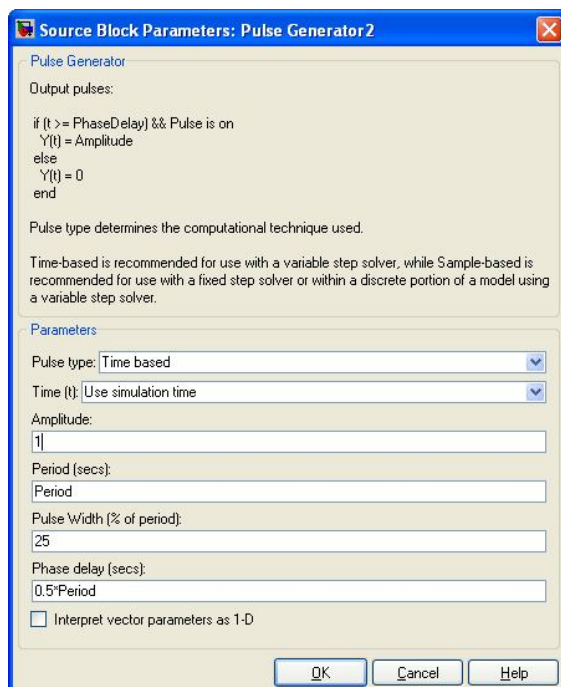 Source Block Parameters: Pulse Generator2
Pulse Generator
Output pulses:
if (t >= PhaseDelay) && Pulse is on
Y(t) = Amplitude
else
Y(t) = 0
end
Pulse type determines the computational technique used.
Time-based is recommended for use with a variable step solver, while Sample-based is
recommended for use with a fixed step solver or within a discrete portion of a model using
a variable step solver.
Parameters
Pulse type: Time based
Time (t): Use simulation time
Amplitude:
1
Period (secs):
Period
Pulse Width (% of period):
25
Phase delay (secs):
0.5*Period
Interpret vector parameters as 1-D
OK Cancel Help